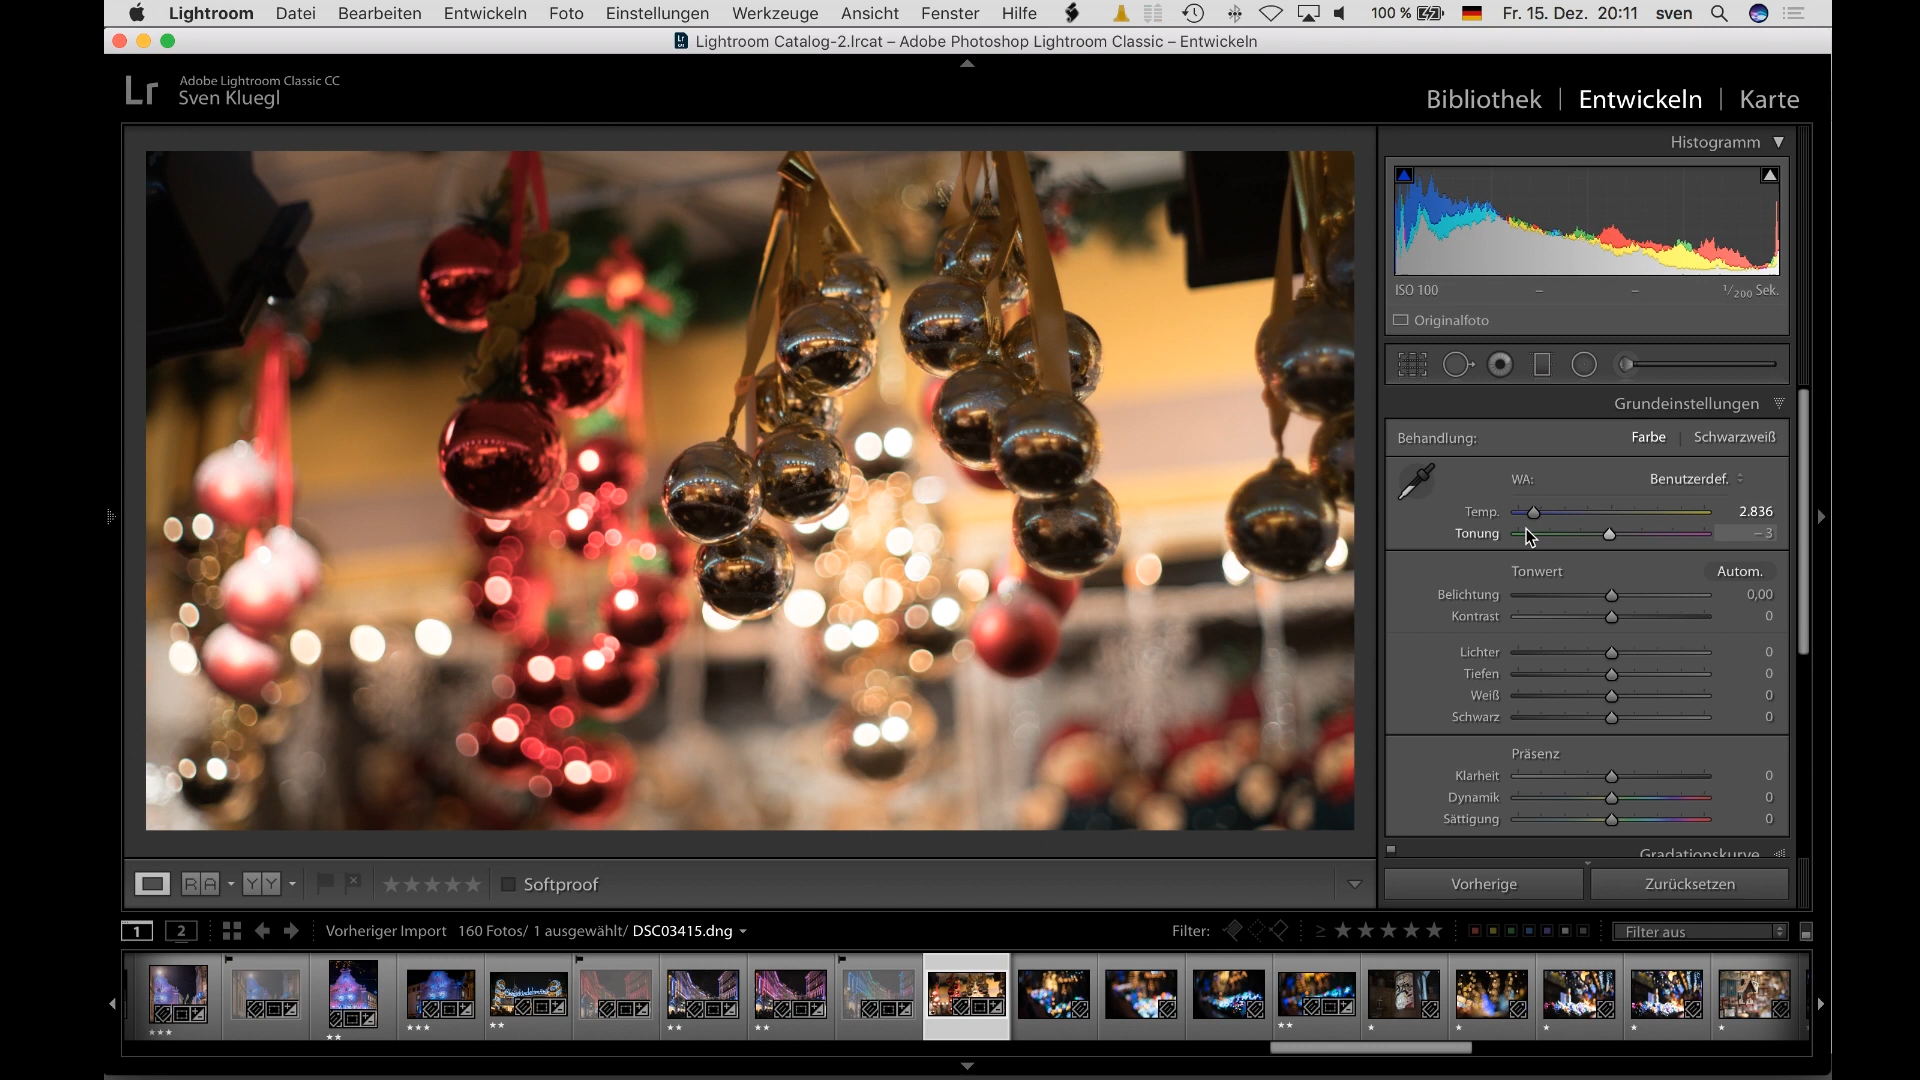 Lightroom Datei Bearbeiten Entwickeln Foto Einstellungen Werkzeuge Ansicht Fenster Hilfe 100 % Fr. 15. Dez. 20:11 sven
Lightroom Catalog-2.lrcat – Adobe Photoshop Lightroom Classic – Entwickeln
Lr
Adobe Lightroom Classic CC
Sven Kluegl
Bibliothek | Entwickeln | Karte
Histogramm
ISO 100 – – 1/200 Sek.
Originalfoto
Grundeinstellungen
Behandlung: Farbe | Schwarzweiß
WA: Benutzerdef.
Temp. 2.836
Tonung – 3
Tonwert Autom.
Belichtung 0,00
Kontrast 0
Lichter 0
Tiefen 0
Weiß 0
Schwarz 0
Präsenz
Klarheit 0
Dynamik 0
Sättigung 0
Gradationskurve
R A Y Y Softproof
Vorherige Zurücksetzen
1 2 Vorheriger Import 160 Fotos/ 1 ausgewählt/ DSC03415.dng Filter: Filter aus